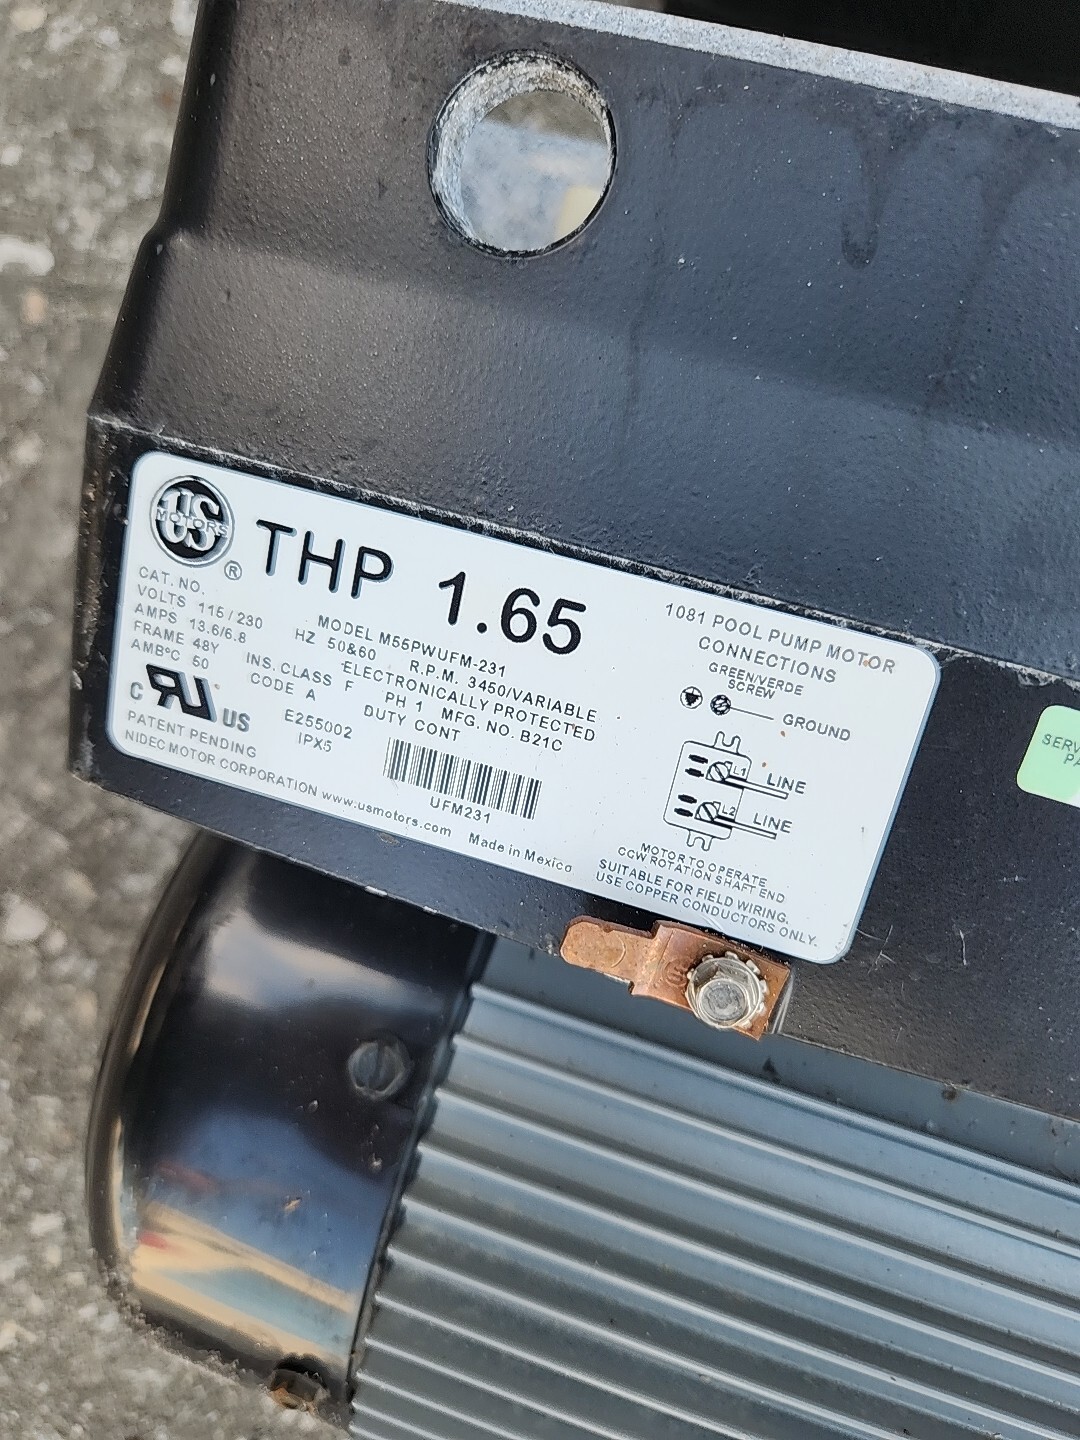 US
MOTORS
®
THP 1.65
CAT. NO.
VOLTS 115/230
AMPS 13.6/6.8
FRAME 48Y
AMB°C 50
MODEL M55PWUFM-231
HZ 50&60 R.P.M. 3450/VARIABLE
ELECTRONICALLY PROTECTED
INS. CLASS F PH 1 MFG. NO. B21C
CODE A DUTY CONT
C RU US
E255002
IPX5
UFM231
PATENT PENDING
NIDEC MOTOR CORPORATION www.usmotors.com Made in Mexico
1081 POOL PUMP MOTOR
CONNECTIONS
GREEN/VERDE
SCREW
GROUND
L1 LINE
L2 LINE
MOTOR TO OPERATE
CCW ROTATION SHAFT END
SUITABLE FOR FIELD WIRING.
USE COPPER CONDUCTORS ONLY.